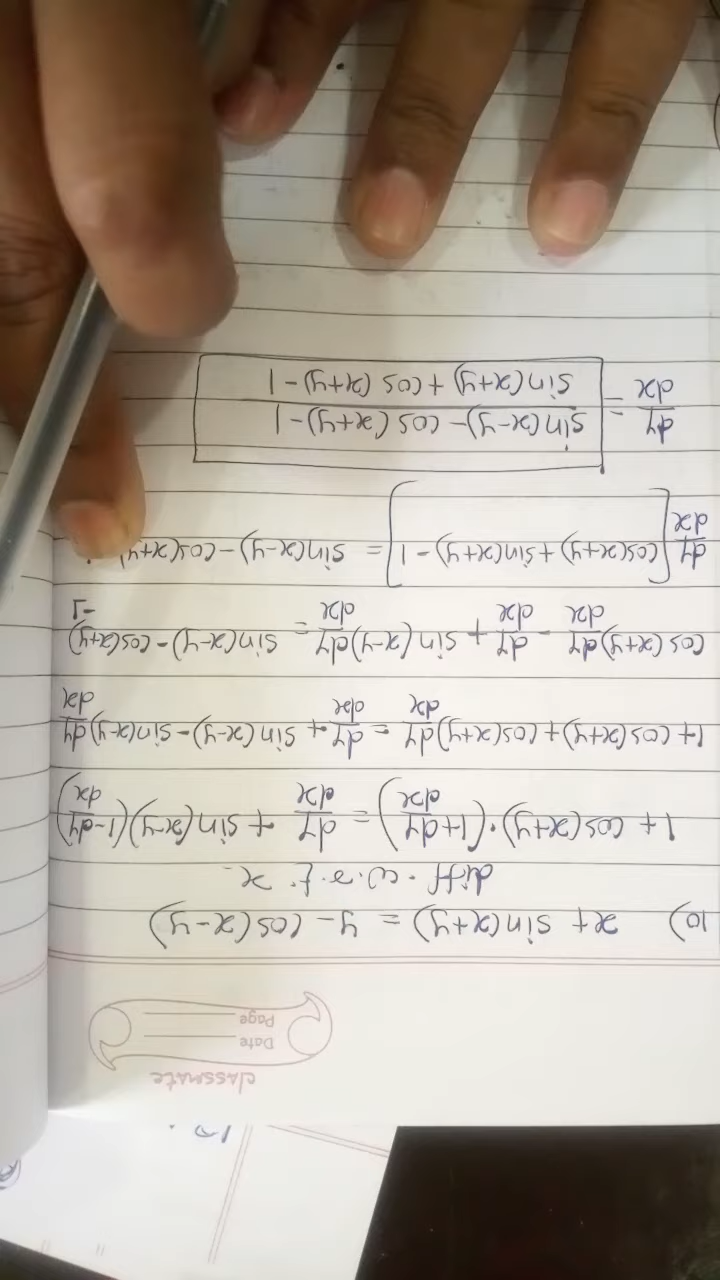 classmate
Date
Page
10) x + sin(x+y) = y - cos(x-y)
diff. w.r.t. x
1 + cos(x+y)·(1+dy/dx) = dy/dx + sin(x-y)(1-dy/dx)
1 + cos(x+y) + cos(x+y)dy/dx = dy/dx + sin(x-y) - sin(x-y)dy/dx
cos(x+y)dy/dx - dy/dx + sin(x-y)dy/dx = sin(x-y) - cos(x+y) -1
dy/dx [cos(x+y) + sin(x+y) - 1] = sin(x-y) - cos(x+y)
dy/dx = sin(x-y) - cos(x+y) - 1 / sin(x+y) + cos(x+y) - 1